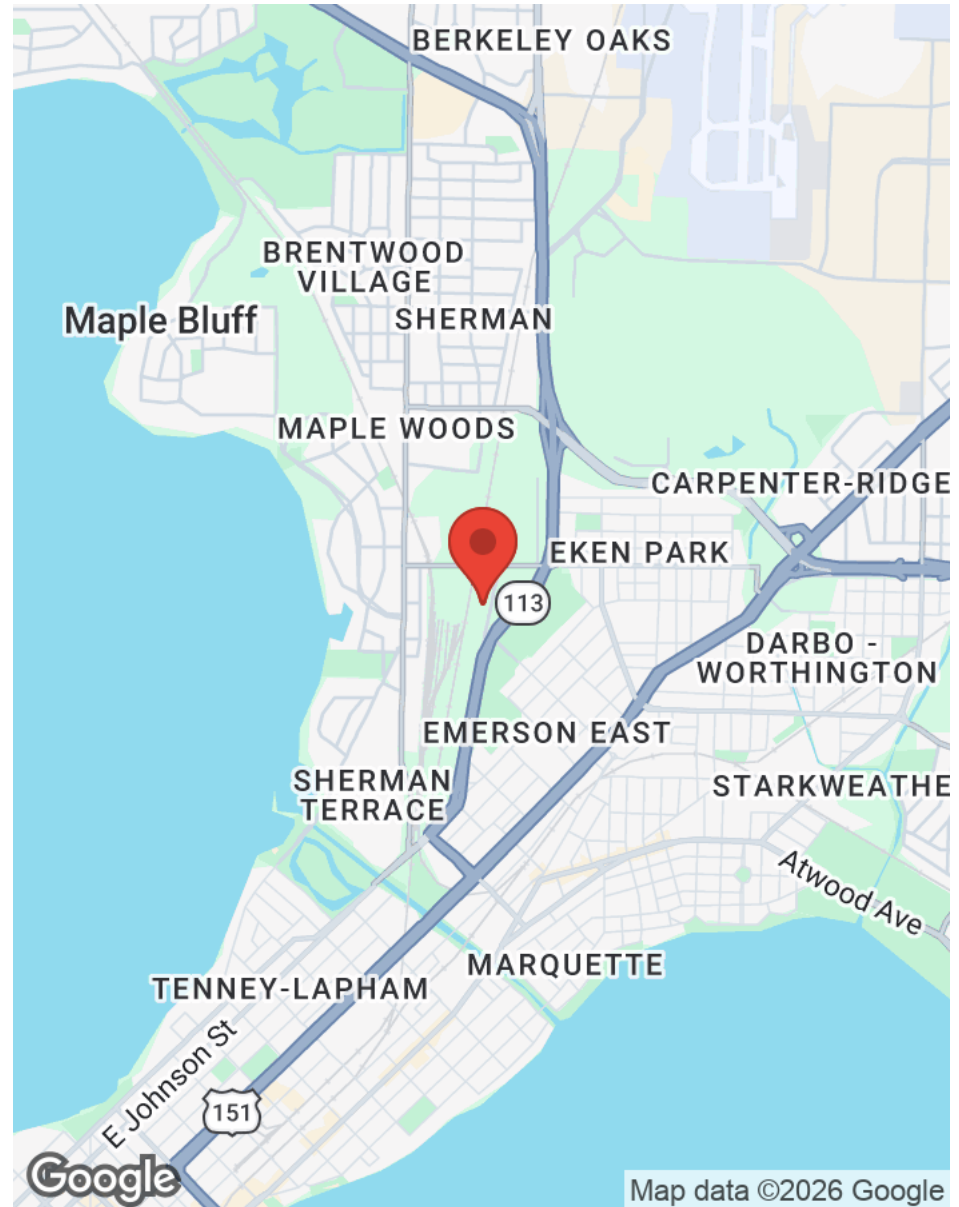 BERKELEY OAKS
BRENTWOOD
VILLAGE
Maple Bluff
SHERMAN
MAPLE WOODS
CARPENTER-RIDGE
EKEN PARK
113
DARBO -
WORTHINGTON
EMERSON EAST
SHERMAN
TERRACE
STARKWEATHE
Atwood Ave
MARQUETTE
TENNEY-LAPHAM
E Johnson St
151
Google
Map data ©2026 Google